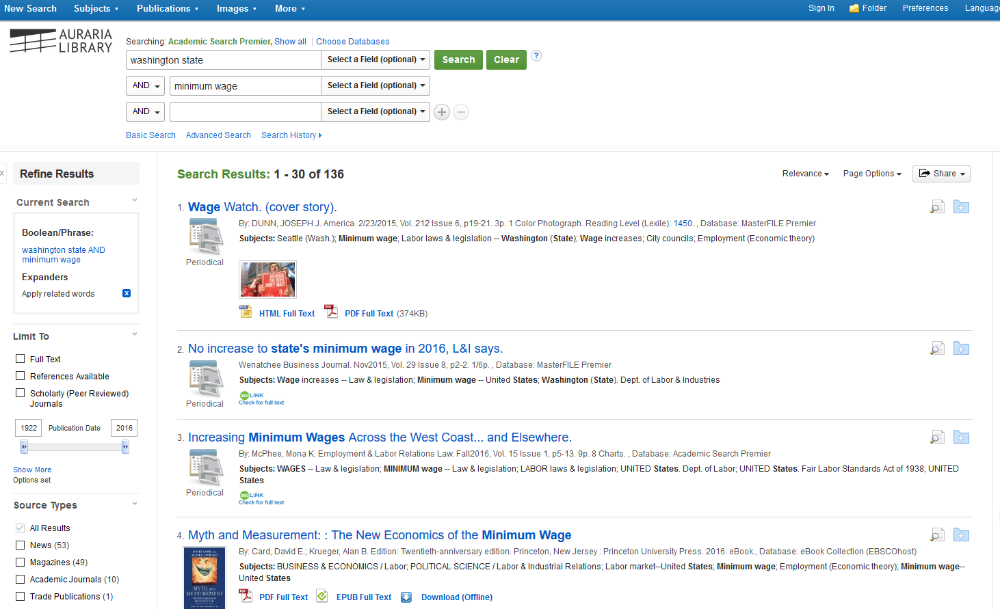 New Search Subjects Publications Images More Sign In Folder Preferences Languag
AURARIA
LIBRARY
Searching: Academic Search Premier, Show all Choose Databases
washington state Select a Field (optional) Search Clear ?
AND minimum wage Select a Field (optional)
AND Select a Field (optional)
Basic Search Advanced Search Search History
Refine Results
Current Search
Boolean/Phrase:
washington state AND
minimum wage
Expanders
Apply related words
Limit To
Full Text
References Available
Scholarly (Peer Reviewed)
Journals
1922 Publication Date 2016
Show More
Options set
Source Types
All Results
News (53)
Magazines (49)
Academic Journals (10)
Trade Publications (1)
Search Results: 1 - 30 of 136 Relevance Page Options Share
1. Wage Watch. (cover story).
By: DUNN, JOSEPH J. America. 2/23/2015, Vol. 212 Issue 6, p19-21. 3p. 1 Color Photograph. Reading Level (Lexile): 1450. , Database: MasterFILE Premier
Subjects: Seattle (Wash.); Minimum wage; Labor laws & legislation -- Washington (State); Wage increases; City councils; Employment (Economic theory)
Periodical
BECAUSE
THE RENT
WON'T WAIT
HTML Full Text PDF PDF Full Text (374KB)
2. No increase to state's minimum wage in 2016, L&I says.
Wenatchee Business Journal. Nov2015, Vol. 29 Issue 8, p2-2. 1/6p. , Database: MasterFILE Premier
Subjects: Wage increases -- Law & legislation; Minimum wage -- United States; Washington (State). Dept. of Labor & Industries
360 LINK
Check for full text
Periodical
3. Increasing Minimum Wages Across the West Coast... and Elsewhere.
By: McPhee, Mona K. Employment & Labor Relations Law. Fall2016, Vol. 15 Issue 1, p5-13. 9p. 8 Charts. , Database: Academic Search Premier
Subjects: WAGES -- Law & legislation; MINIMUM wage -- Law & legislation; LABOR laws & legislation; UNITED States. Dept. of Labor; UNITED States. Fair Labor Standards Act of 1938; UNITED
States
Periodical
360 LINK
Check for full text
4. Myth and Measurement: : The New Economics of the Minimum Wage
By: Card, David E.; Krueger, Alan B. Edition: Twentieth-anniversary edition. Princeton, New Jersey : Princeton University Press. 2016. eBook., Database: eBook Collection (EBSCOhost)
Subjects: BUSINESS & ECONOMICS / Labor; POLITICAL SCIENCE / Labor & Industrial Relations; Labor market--United States; Minimum wage; Employment (Economic theory); Minimum wage--
United States
DAVID CARD AND
ALAN B. KRUEGER
MYTH AND
MEASUREMENT
PDF PDF Full Text EPUB Full Text Download (Offline)